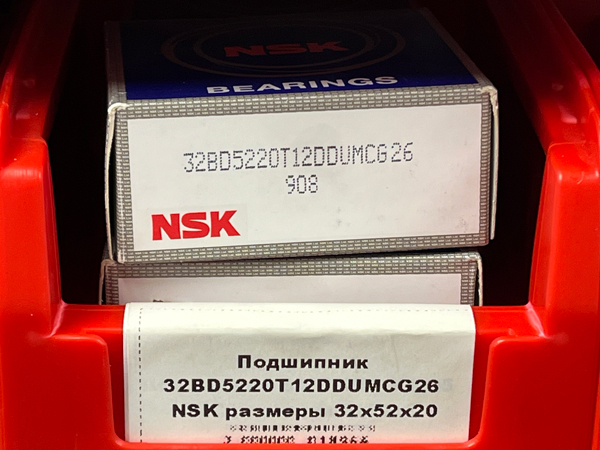 NSK
BEARINGS
32BD5220T12DDUMCG26
908
NSK
Подшипник
32BD5220T12DDUMCG26
NSK размеры 32x52x20